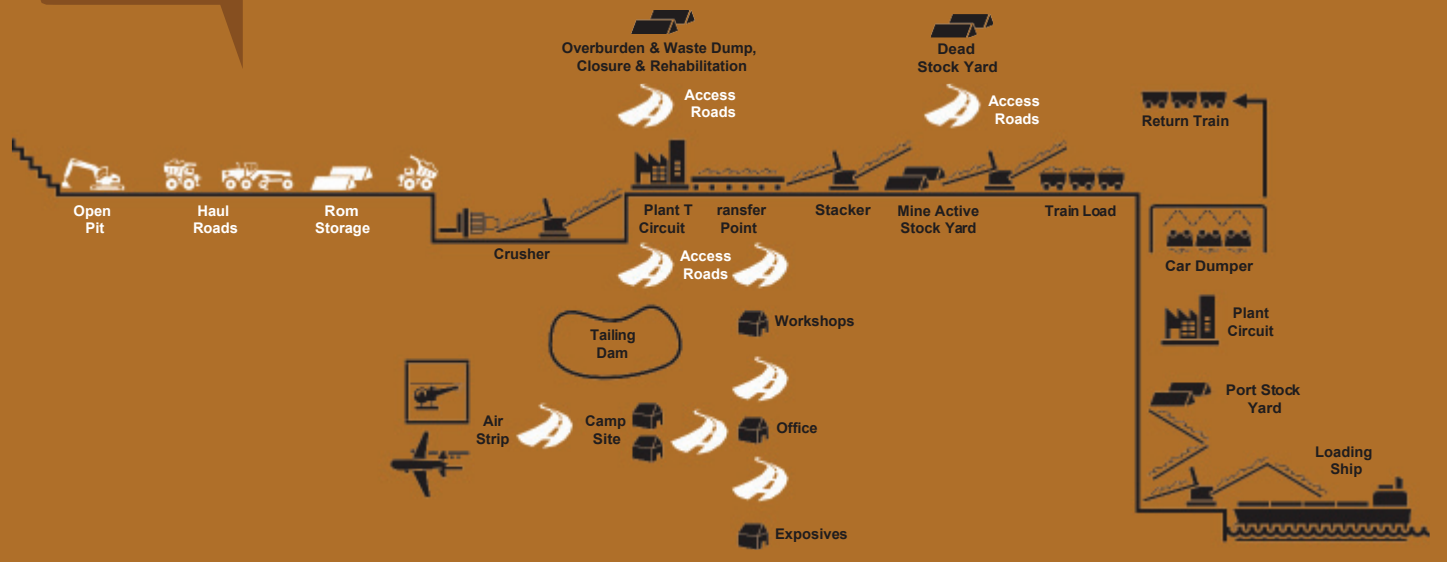 Overburden & Waste Dump,
Closure & Rehabilitation
Dead
Stock Yard
Access
Roads
Access
Roads
Return Train
Open
Pit
Haul
Roads
Rom
Storage
Crusher
Plant T
Circuit
ransfer
Point
Stacker
Mine Active
Stock Yard
Train Load
Car Dumper
Access
Roads
Workshops
Plant
Circuit
Tailing
Dam
Port Stock
Yard
Air
Strip
Camp
Site
Office
Loading
Ship
Exposives